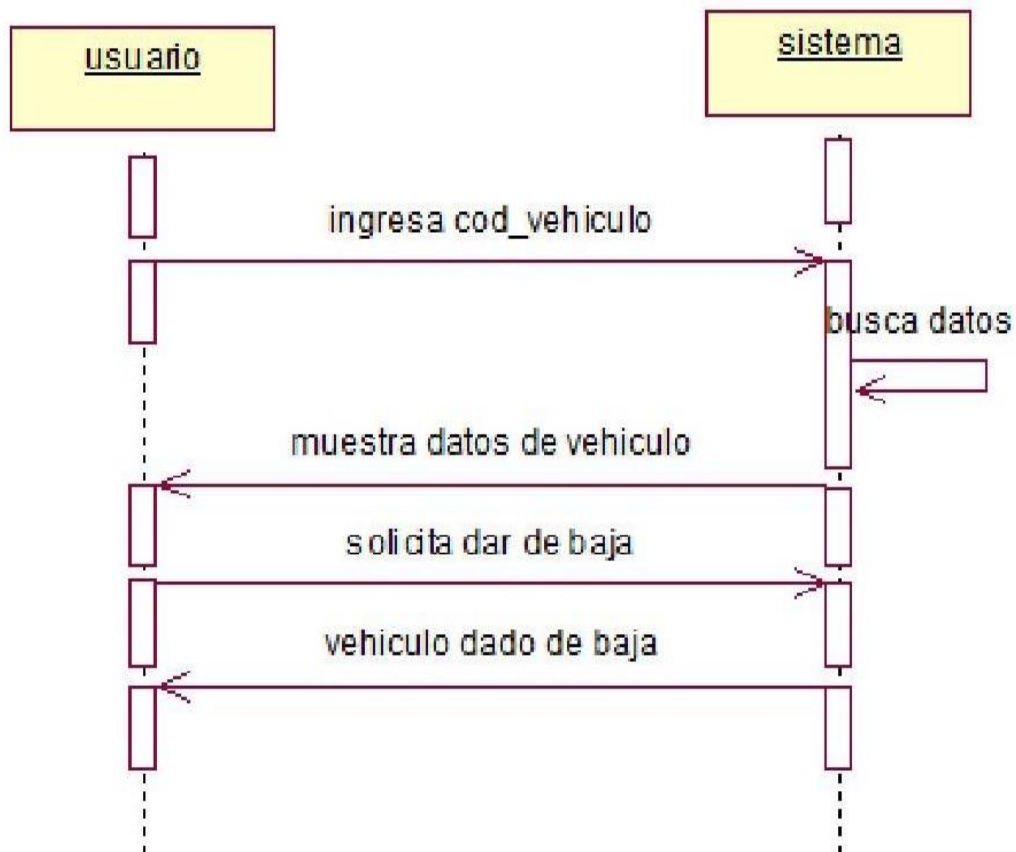 usuario
sistema
ingresa cod_vehiculo
busca datos
muestra datos de vehiculo
solicita dar de baja
vehiculo dado de baja